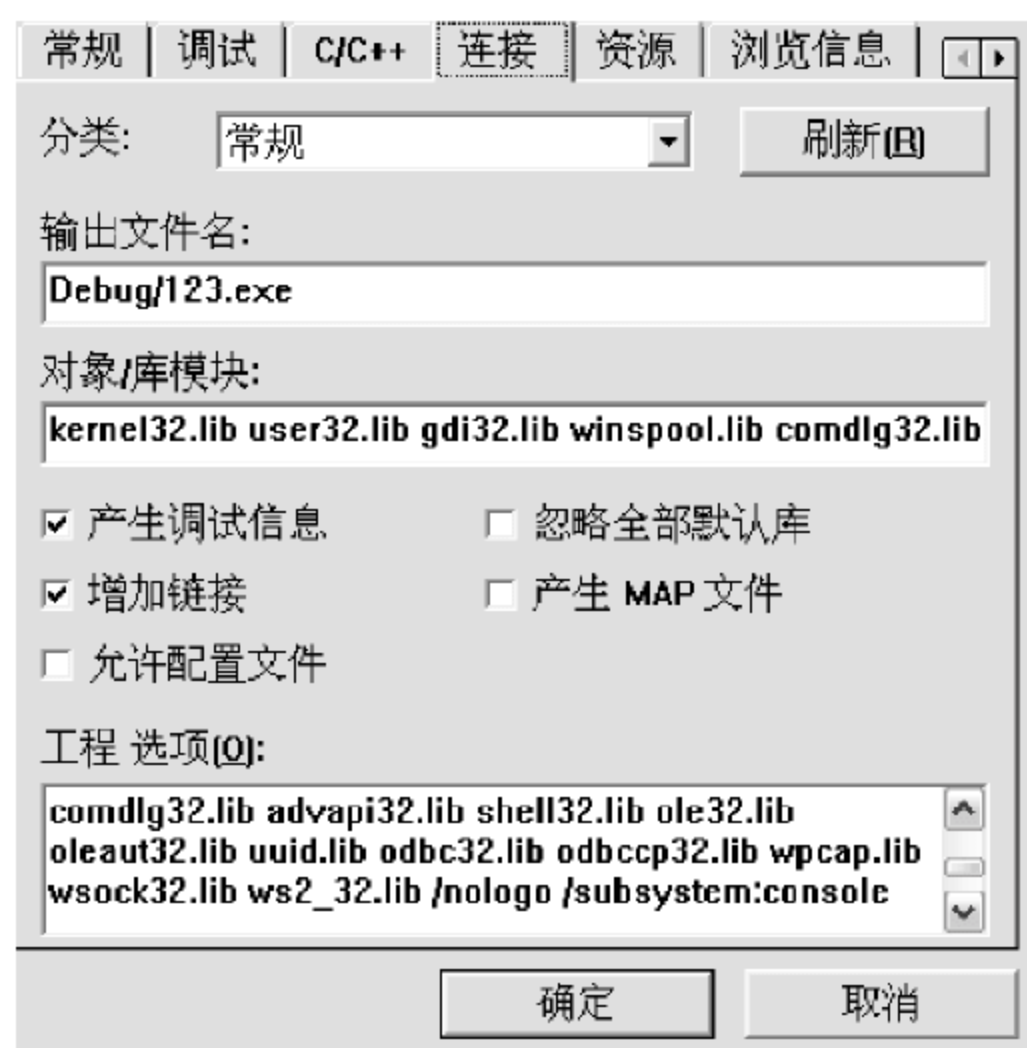 常规 调试 C/C++ 连接 资源 浏览信息
分类: 常规 刷新(R)
输出文件名:
Debug/123.exe
对象/库模块:
kernel32.lib user32.lib gdi32.lib winspool.lib comdlg32.lib
产生调试信息 忽略全部默认库
增加链接 产生 MAP 文件
允许配置文件
工程 选项(O):
comdlg32.lib advapi32.lib shell32.lib ole32.lib
oleaut32.lib uuid.lib odbc32.lib odbccp32.lib wpcap.lib
wsock32.lib ws2_32.lib /nologo /subsystem:console
确定 取消